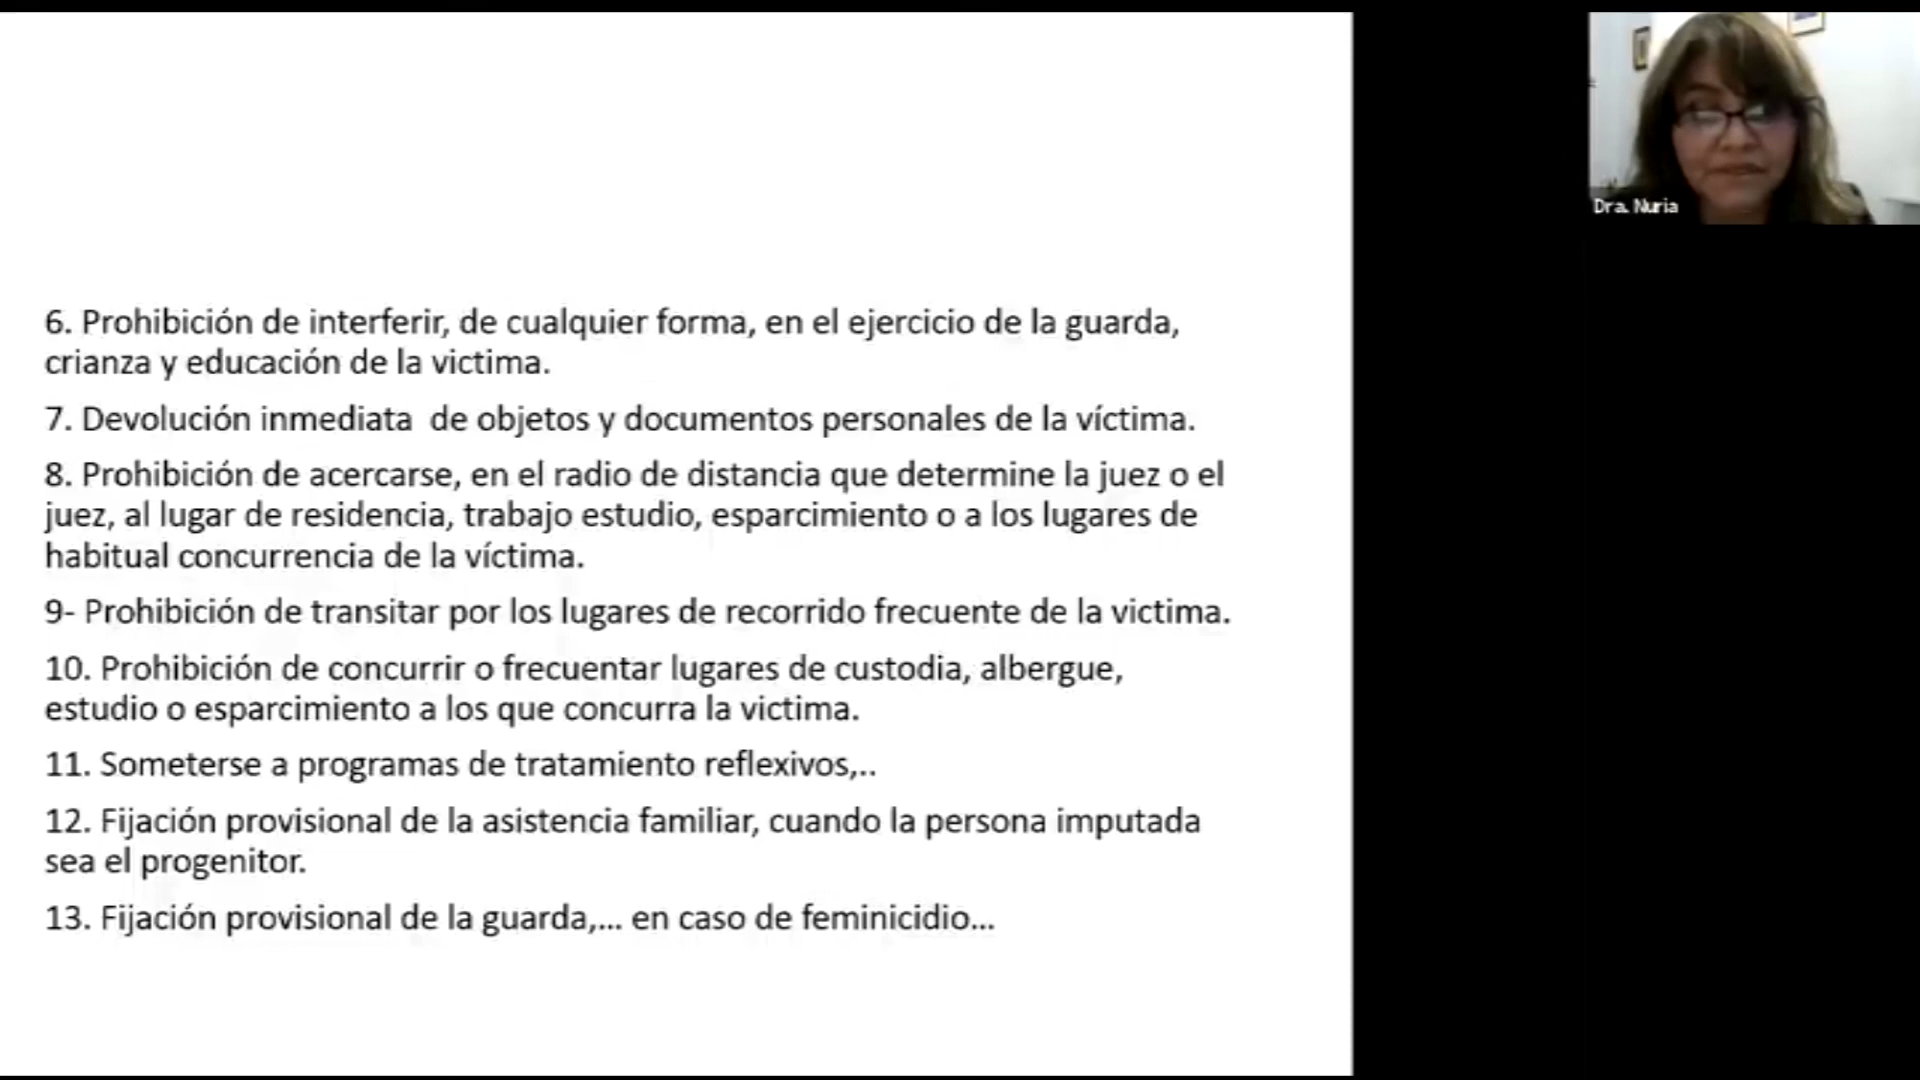 6. Prohibición de interferir, de cualquier forma, en el ejercicio de la guarda,
crianza y educación de la victima.
7. Devolución inmediata  de objetos y documentos personales de la víctima.
8. Prohibición de acercarse, en el radio de distancia que determine la juez o el
juez, al lugar de residencia, trabajo estudio, esparcimiento o a los lugares de
habitual concurrencia de la víctima.
9- Prohibición de transitar por los lugares de recorrido frecuente de la victima.
10. Prohibición de concurrir o frecuentar lugares de custodia, albergue,
estudio o esparcimiento a los que concurra la victima.
11. Someterse a programas de tratamiento reflexivos,..
12. Fijación provisional de la asistencia familiar, cuando la persona imputada
sea el progenitor.
13. Fijación provisional de la guarda,... en caso de feminicidio...
Dra. Nuria